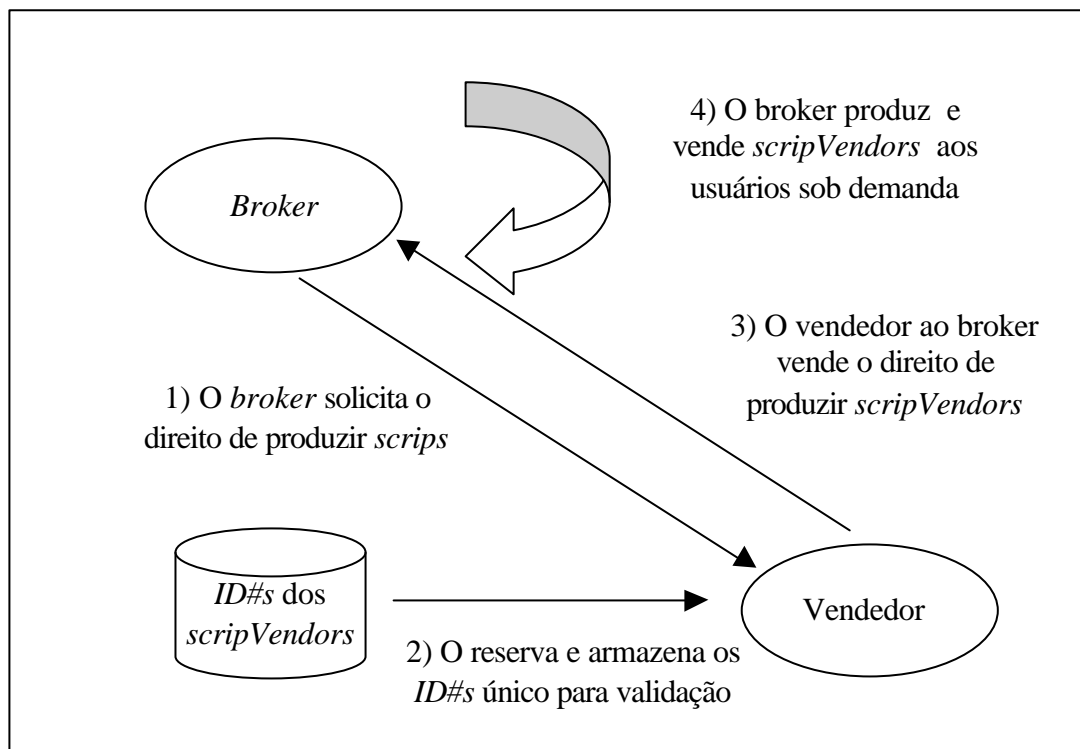 4) O broker produz e
vende scripVendors aos
usuários sob demanda
Broker
3) O vendedor ao broker
vende o direito de
produzir scripVendors
1) O broker solicita o
direito de produzir scrips
ID#s dos
scripVendors
Vendedor
2) O reserva e armazena os
ID#s único para validação